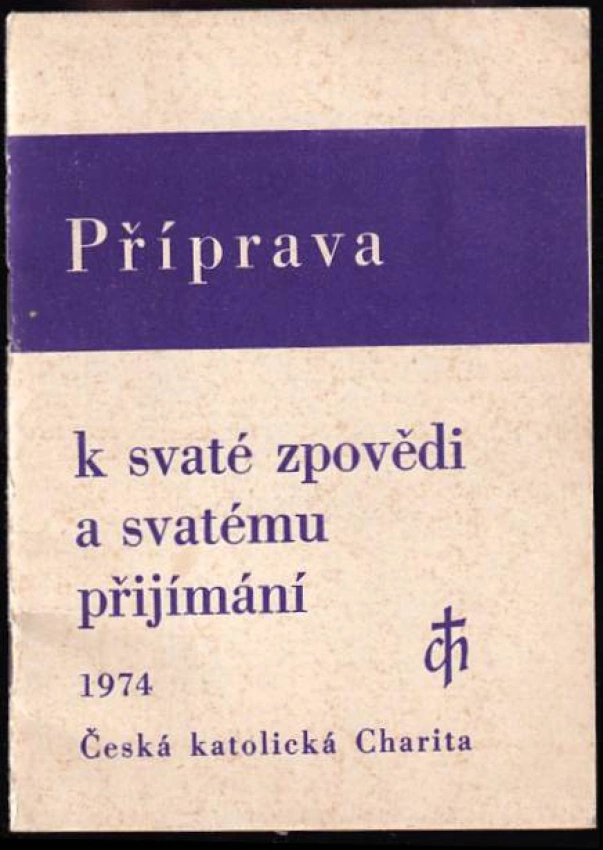 Příprava
k svaté zpovědi
a svatému
přijímání
1974
Česká katolická Charita